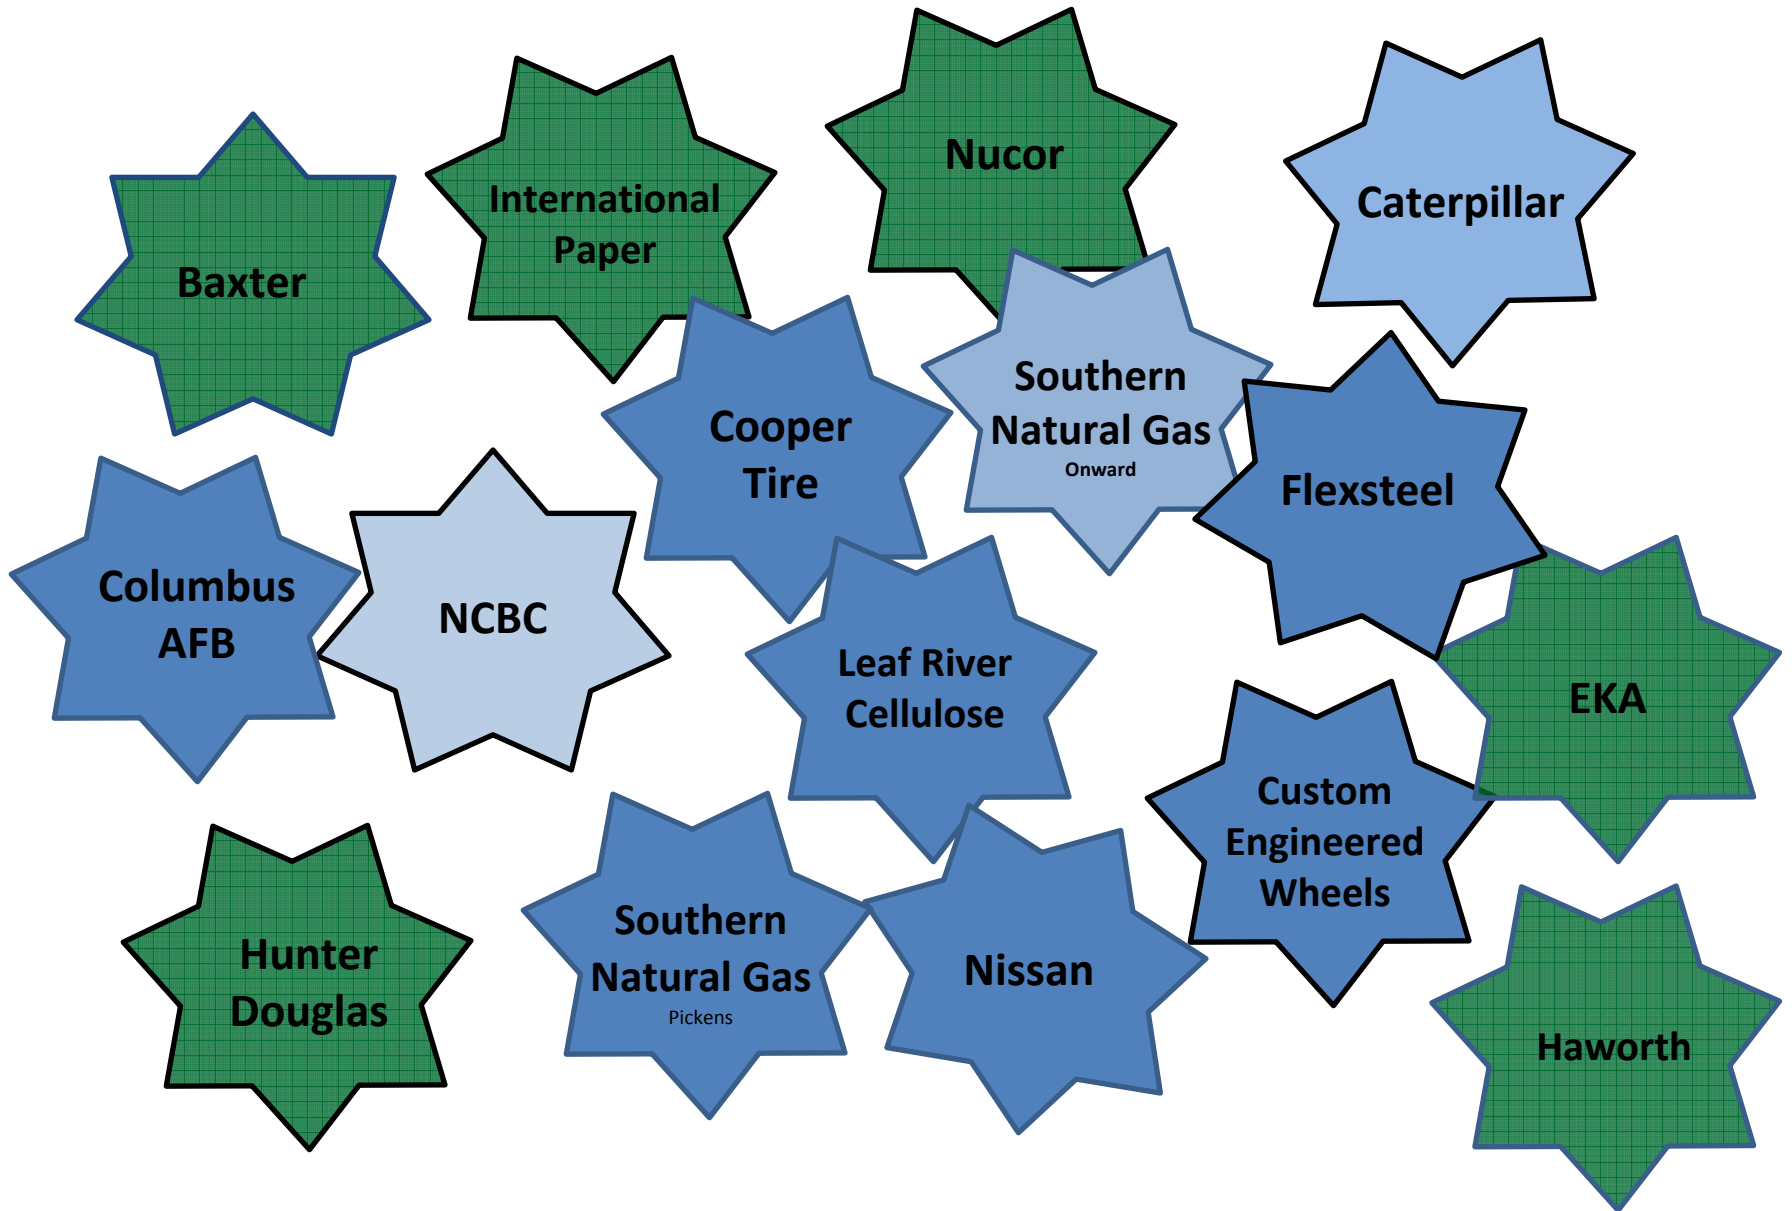 Nucor
International
Paper
Caterpillar
Baxter
Southern
Natural Gas
Onward
Cooper
Tire
Flexsteel
Columbus
AFB
NCBC
Leaf River
Cellulose
EKA
Custom
Engineered
Wheels
Southern
Natural Gas
Pickens
Nissan
Hunter
Douglas
Haworth